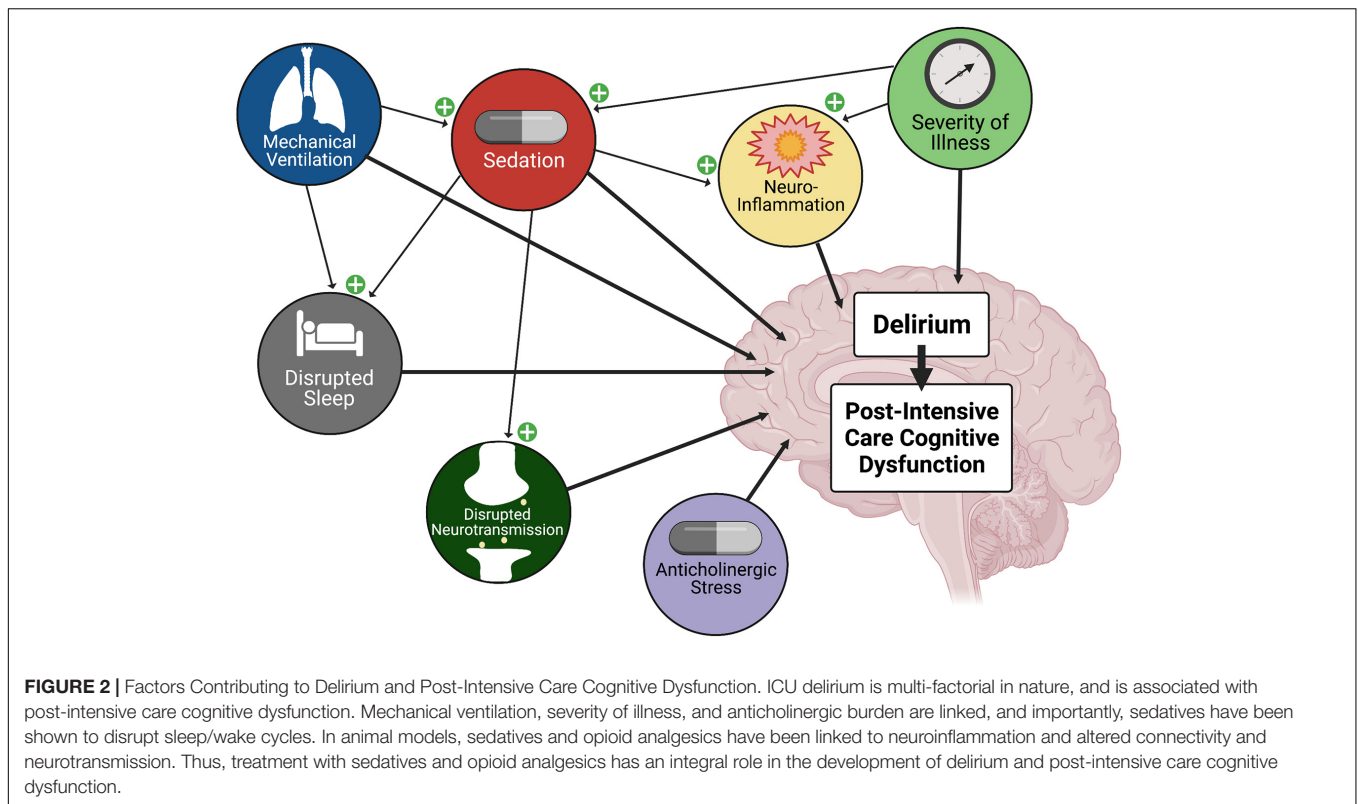 Mechanical
Ventilation
Sedation
Severity of
Illness
Neuro-
Inflammation
Disrupted
Sleep
Delirium
Post-Intensive
Care Cognitive
Dysfunction
Disrupted
Neurotransmission
Anticholinergic
Stress
FIGURE 2 | Factors Contributing to Delirium and Post-Intensive Care Cognitive Dysfunction. ICU delirium is multi-factorial in nature, and is associated with
post-intensive care cognitive dysfunction. Mechanical ventilation, severity of illness, and anticholinergic burden are linked, and importantly, sedatives have been
shown to disrupt sleep/wake cycles. In animal models, sedatives and opioid analgesics have been linked to neuroinflammation and altered connectivity and
neurotransmission. Thus, treatment with sedatives and opioid analgesics has an integral role in the development of delirium and post-intensive care cognitive
dysfunction.